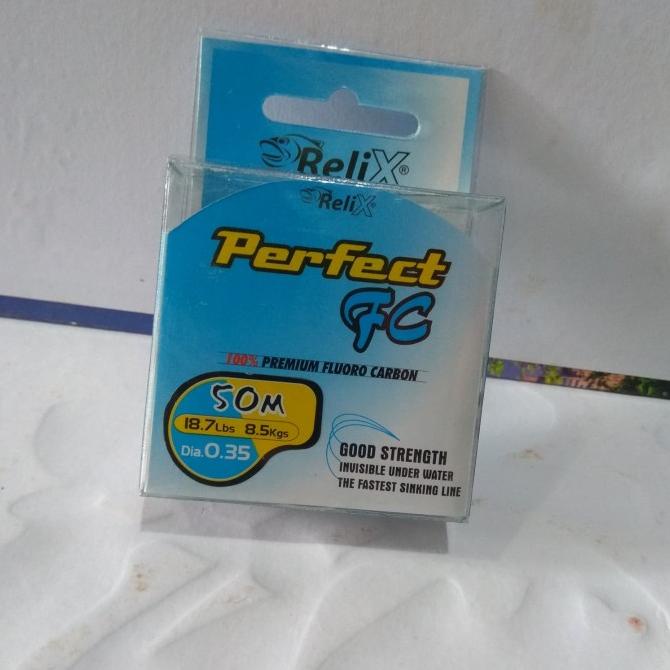 ReliX®
ReliX
Perfect
FC
100% PREMIUM FLUORO CARBON
50M
18.7Lbs 8.5Kgs
Dia.0.35
GOOD STRENGTH
INVISIBLE UNDER WATER
THE FASTEST SINKING LINE